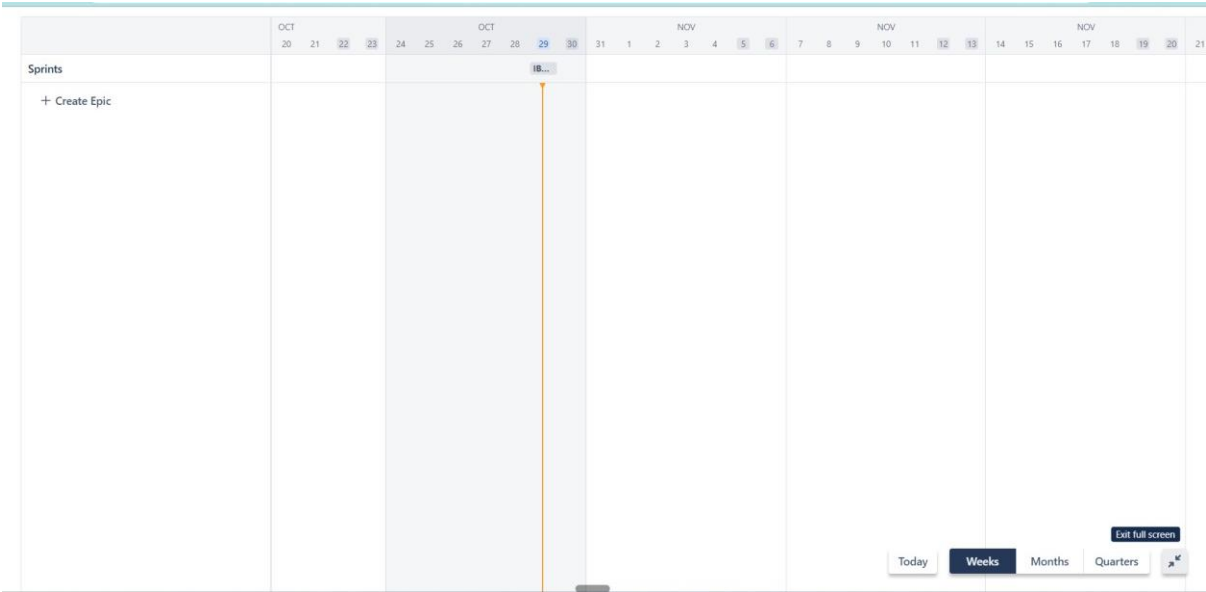 OCT OCT NOV NOV NOV
20 21 22 23 24 25 26 27 28 29 30 31 1 2 3 4 5 6 7 8 9 10 11 12 13 14 15 16 17 18 19 20 21
Sprints IB...
+ Create Epic
Exit full screen
Today Weeks Months Quarters